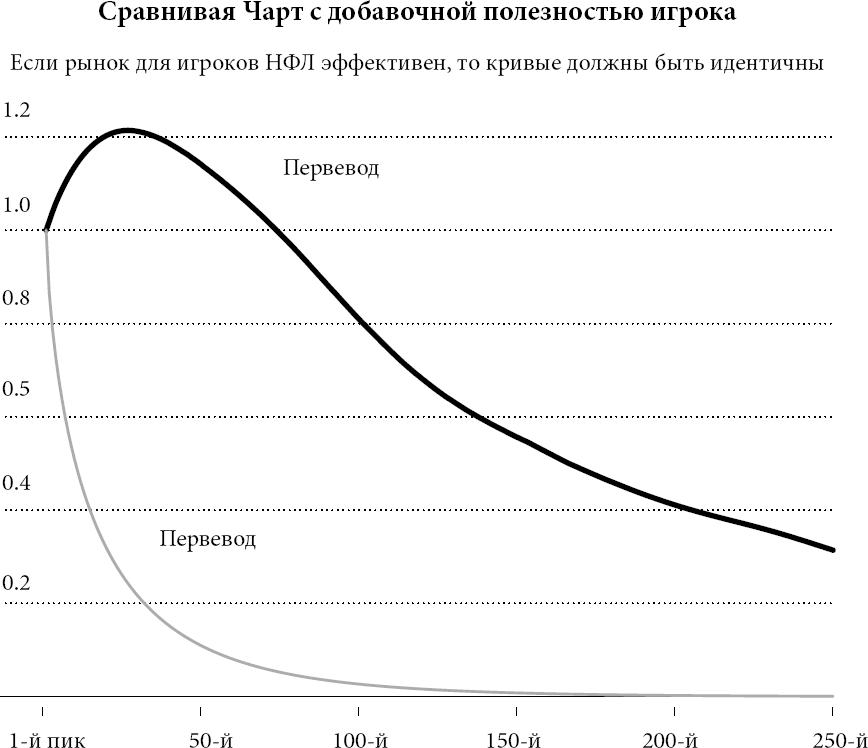 Сравнивая Чарт с добавочной полезностью игрока
Если рынок для игроков НФЛ эффективен, то кривые должны быть идентичны
1.2
Первевод
1.0
0.8
0.5
0.4
Первевод
0.2
1-й пик 50-й 100-й 150-й 200-й 250-й